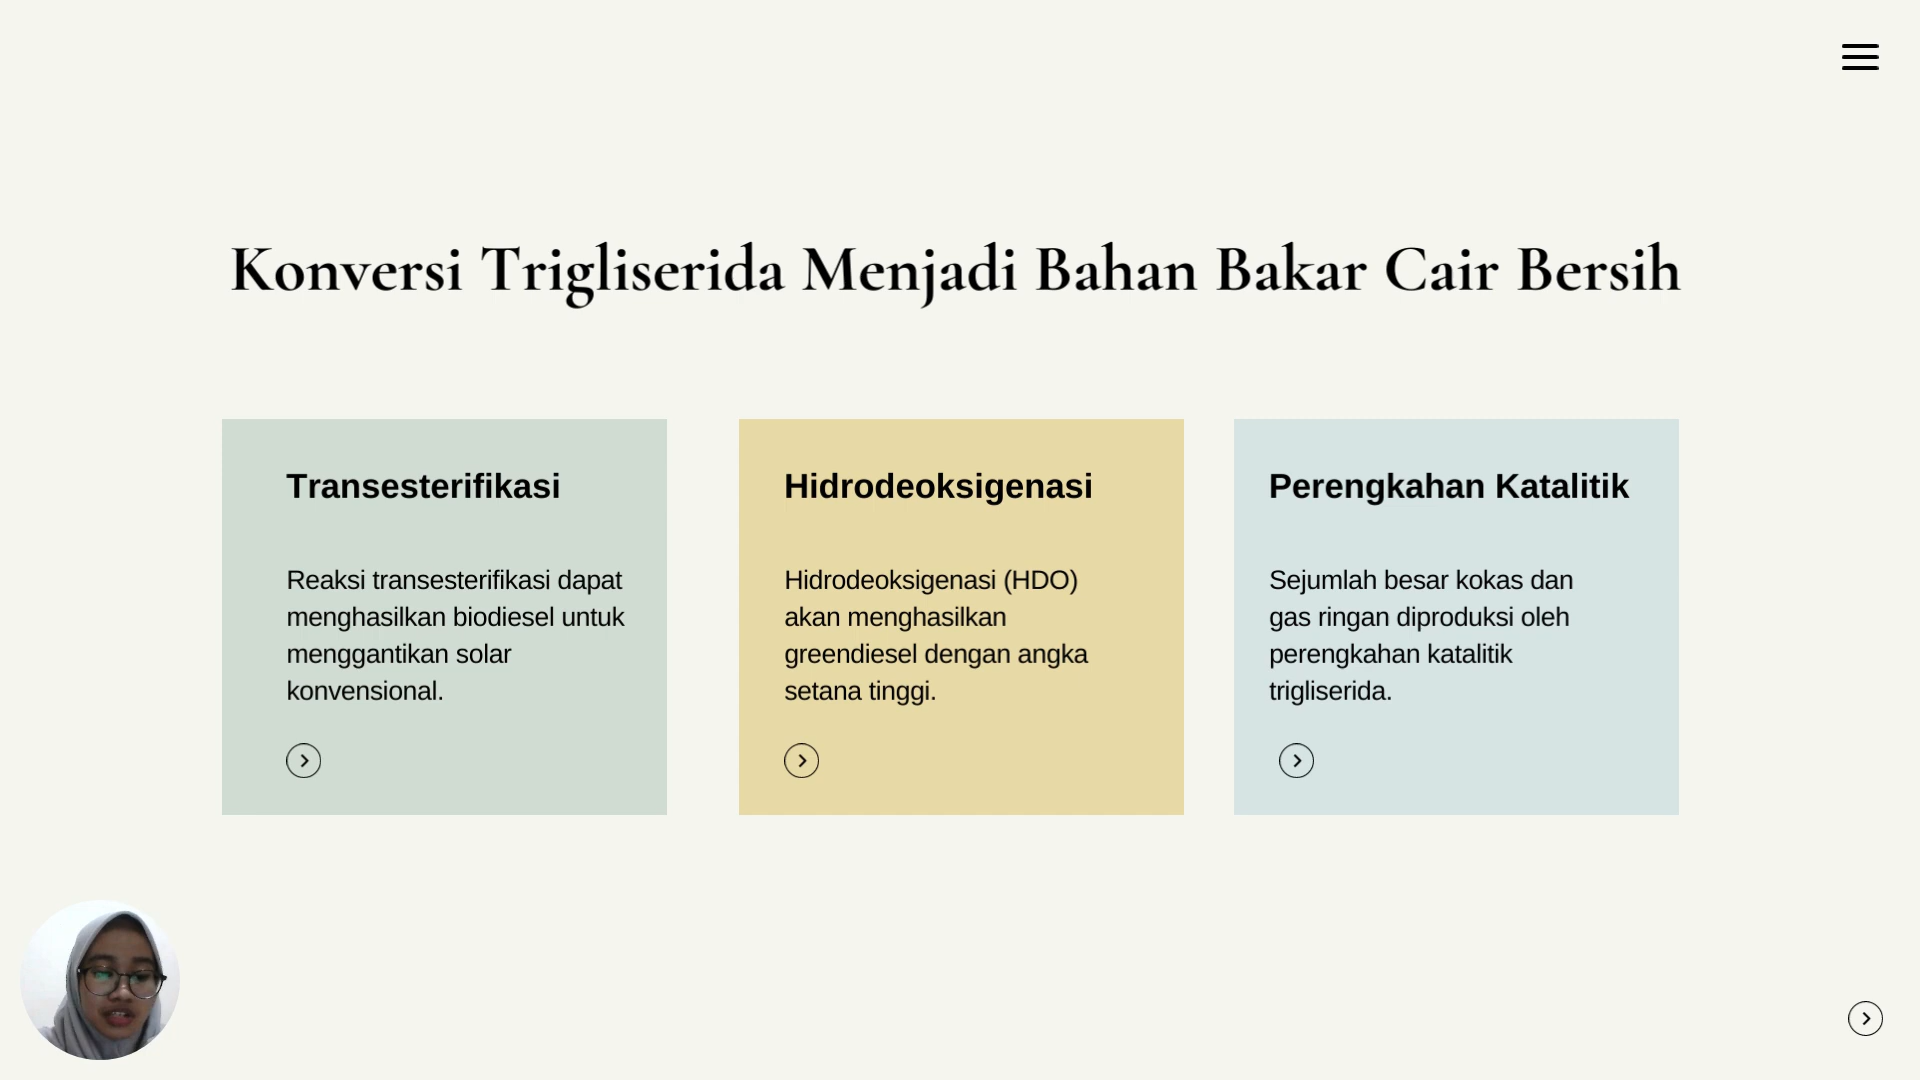 Konversi Trigliserida Menjadi Bahan Bakar Cair Bersih
Transesterifikasi
Reaksi transesterifikasi dapat
menghasilkan biodiesel untuk
menggantikan solar
konvensional.
Hidrodeoksigenasi
Hidrodeoksigenasi (HDO)
akan menghasilkan
greendiesel dengan angka
setana tinggi.
Perengkahan Katalitik
Sejumlah besar kokas dan
gas ringan diproduksi oleh
perengkahan katalitik
trigliserida.